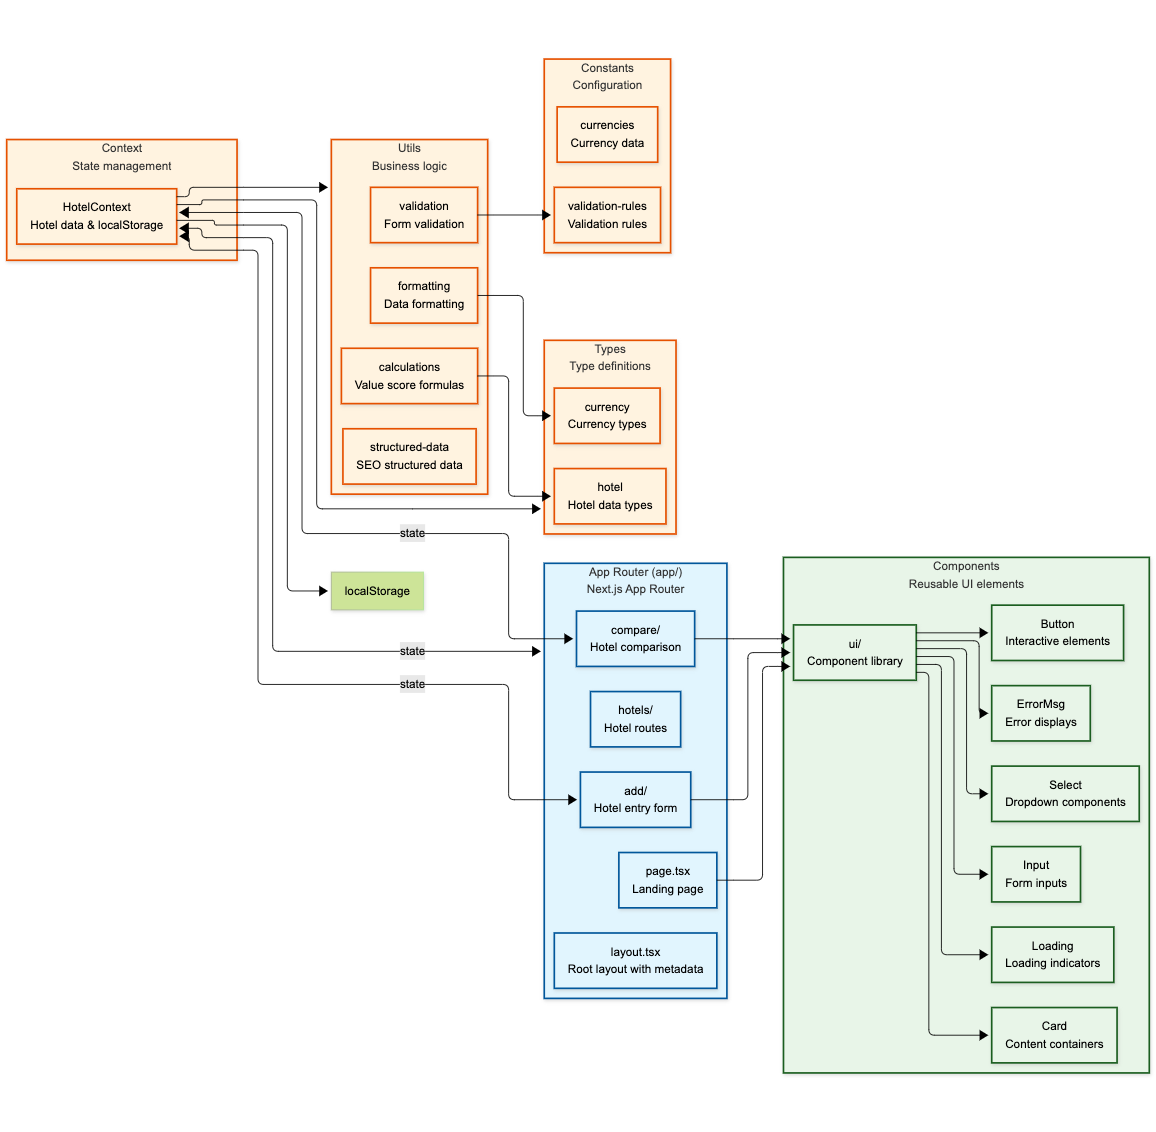 Constants
Configuration
currencies
Currency data
validation-rules
Validation rules
Context
State management
HotelContext
Hotel data & localStorage
Utils
Business logic
validation
Form validation
formatting
Data formatting
calculations
Value score formulas
structured-data
SEO structured data
Types
Type definitions
currency
Currency types
hotel
Hotel data types
state
localStorage
state
state
App Router (app/)
Next.js App Router
compare/
Hotel comparison
hotels/
Hotel routes
add/
Hotel entry form
page.tsx
Landing page
layout.tsx
Root layout with metadata
Components
Reusable UI elements
ui/
Component library
Button
Interactive elements
ErrorMsg
Error displays
Select
Dropdown components
Input
Form inputs
Loading
Loading indicators
Card
Content containers